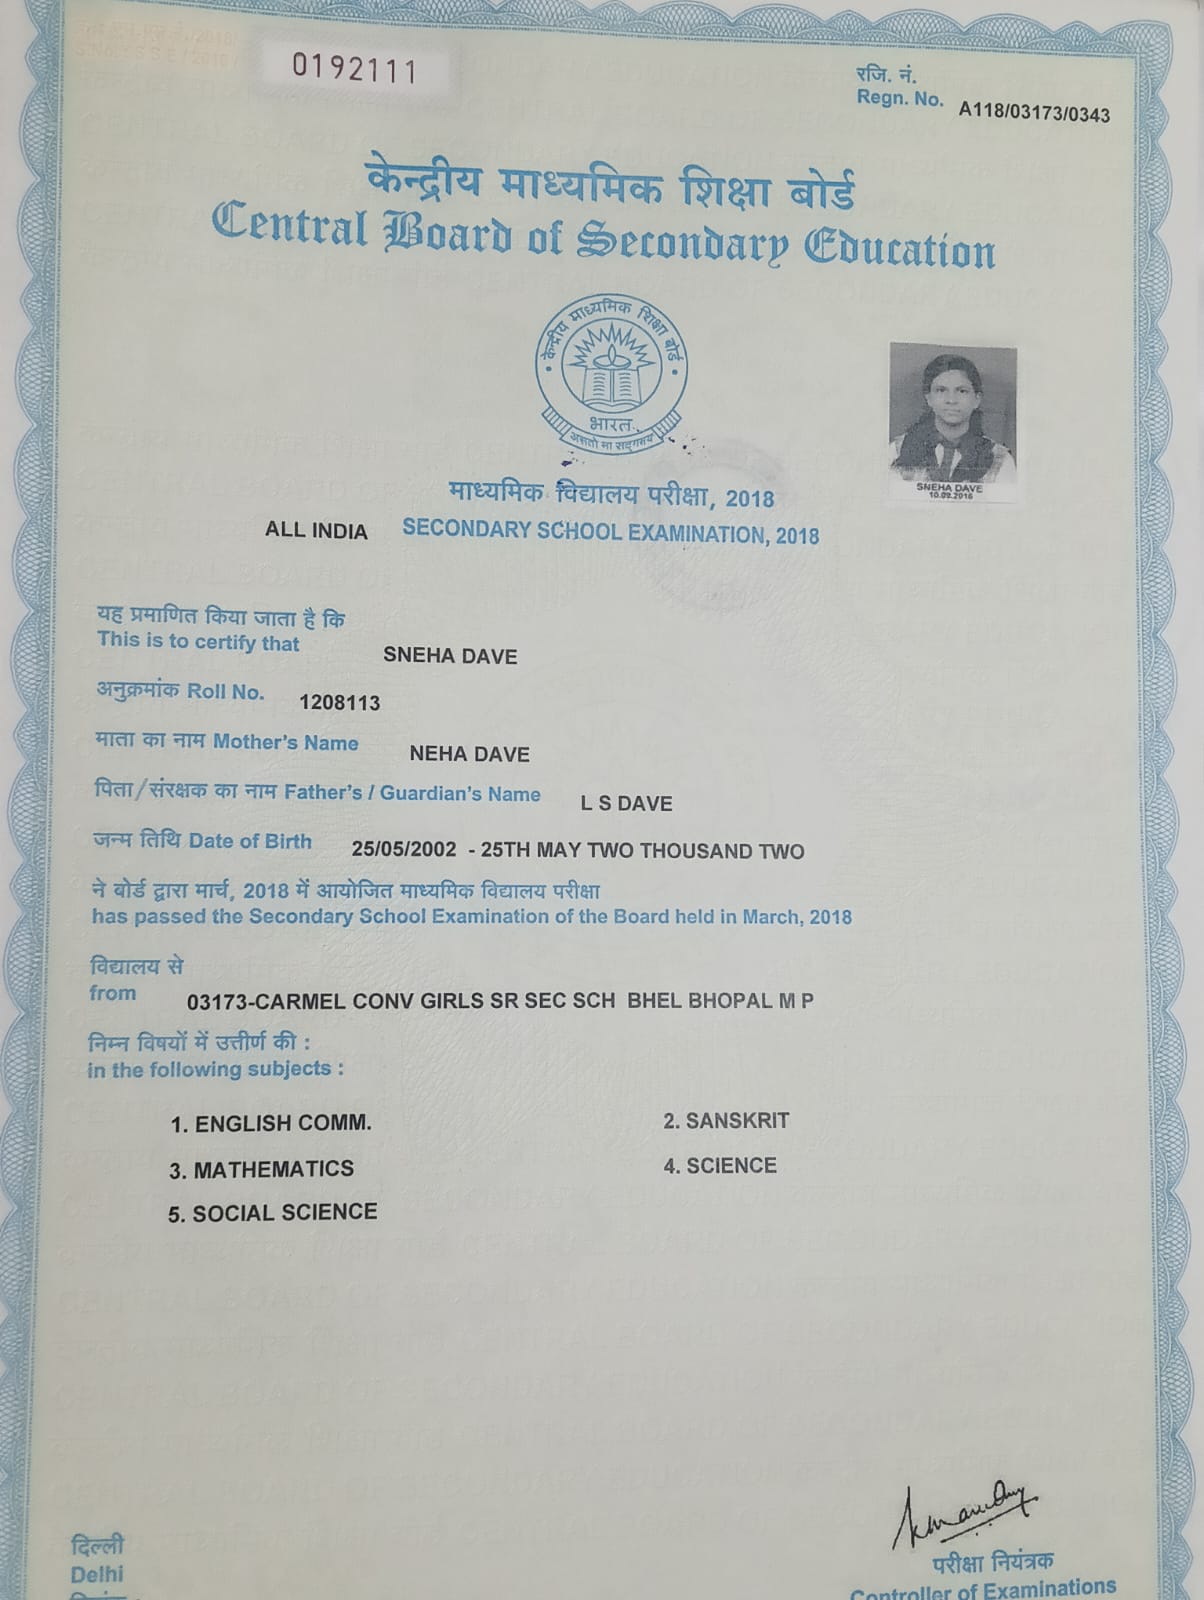 0192111
रजि. नं.
Regn. No. A118/03173/0343
केन्द्रीय माध्यमिक शिक्षा बोर्ड
Central Board of Secondary Education
केन्द्रीय माध्यमिक शिक्षा बोर्ड
भारत
असतो मा सद्गमय
SNEHA DAVE
माध्यमिक विद्यालय परीक्षा, 2018
ALL INDIA SECONDARY SCHOOL EXAMINATION, 2018
यह प्रमाणित किया जाता है कि
This is to certify that SNEHA DAVE
अनुक्रमांक Roll No. 1208113
माता का नाम Mother's Name NEHA DAVE
पिता/संरक्षक का नाम Father's / Guardian's Name L S DAVE
जन्म तिथि Date of Birth 25/05/2002 - 25TH MAY TWO THOUSAND TWO
ने बोर्ड द्वारा मार्च, 2018 में आयोजित माध्यमिक विद्यालय परीक्षा
has passed the Secondary School Examination of the Board held in March, 2018
विद्यालय से
from 03173-CARMEL CONV GIRLS SR SEC SCH BHEL BHOPAL M P
निम्न विषयों में उत्तीर्ण की :
in the following subjects :
1. ENGLISH COMM. 2. SANSKRIT
3. MATHEMATICS 4. SCIENCE
5. SOCIAL SCIENCE
दिल्ली
Delhi
परीक्षा नियंत्रक
Controller of Examinations